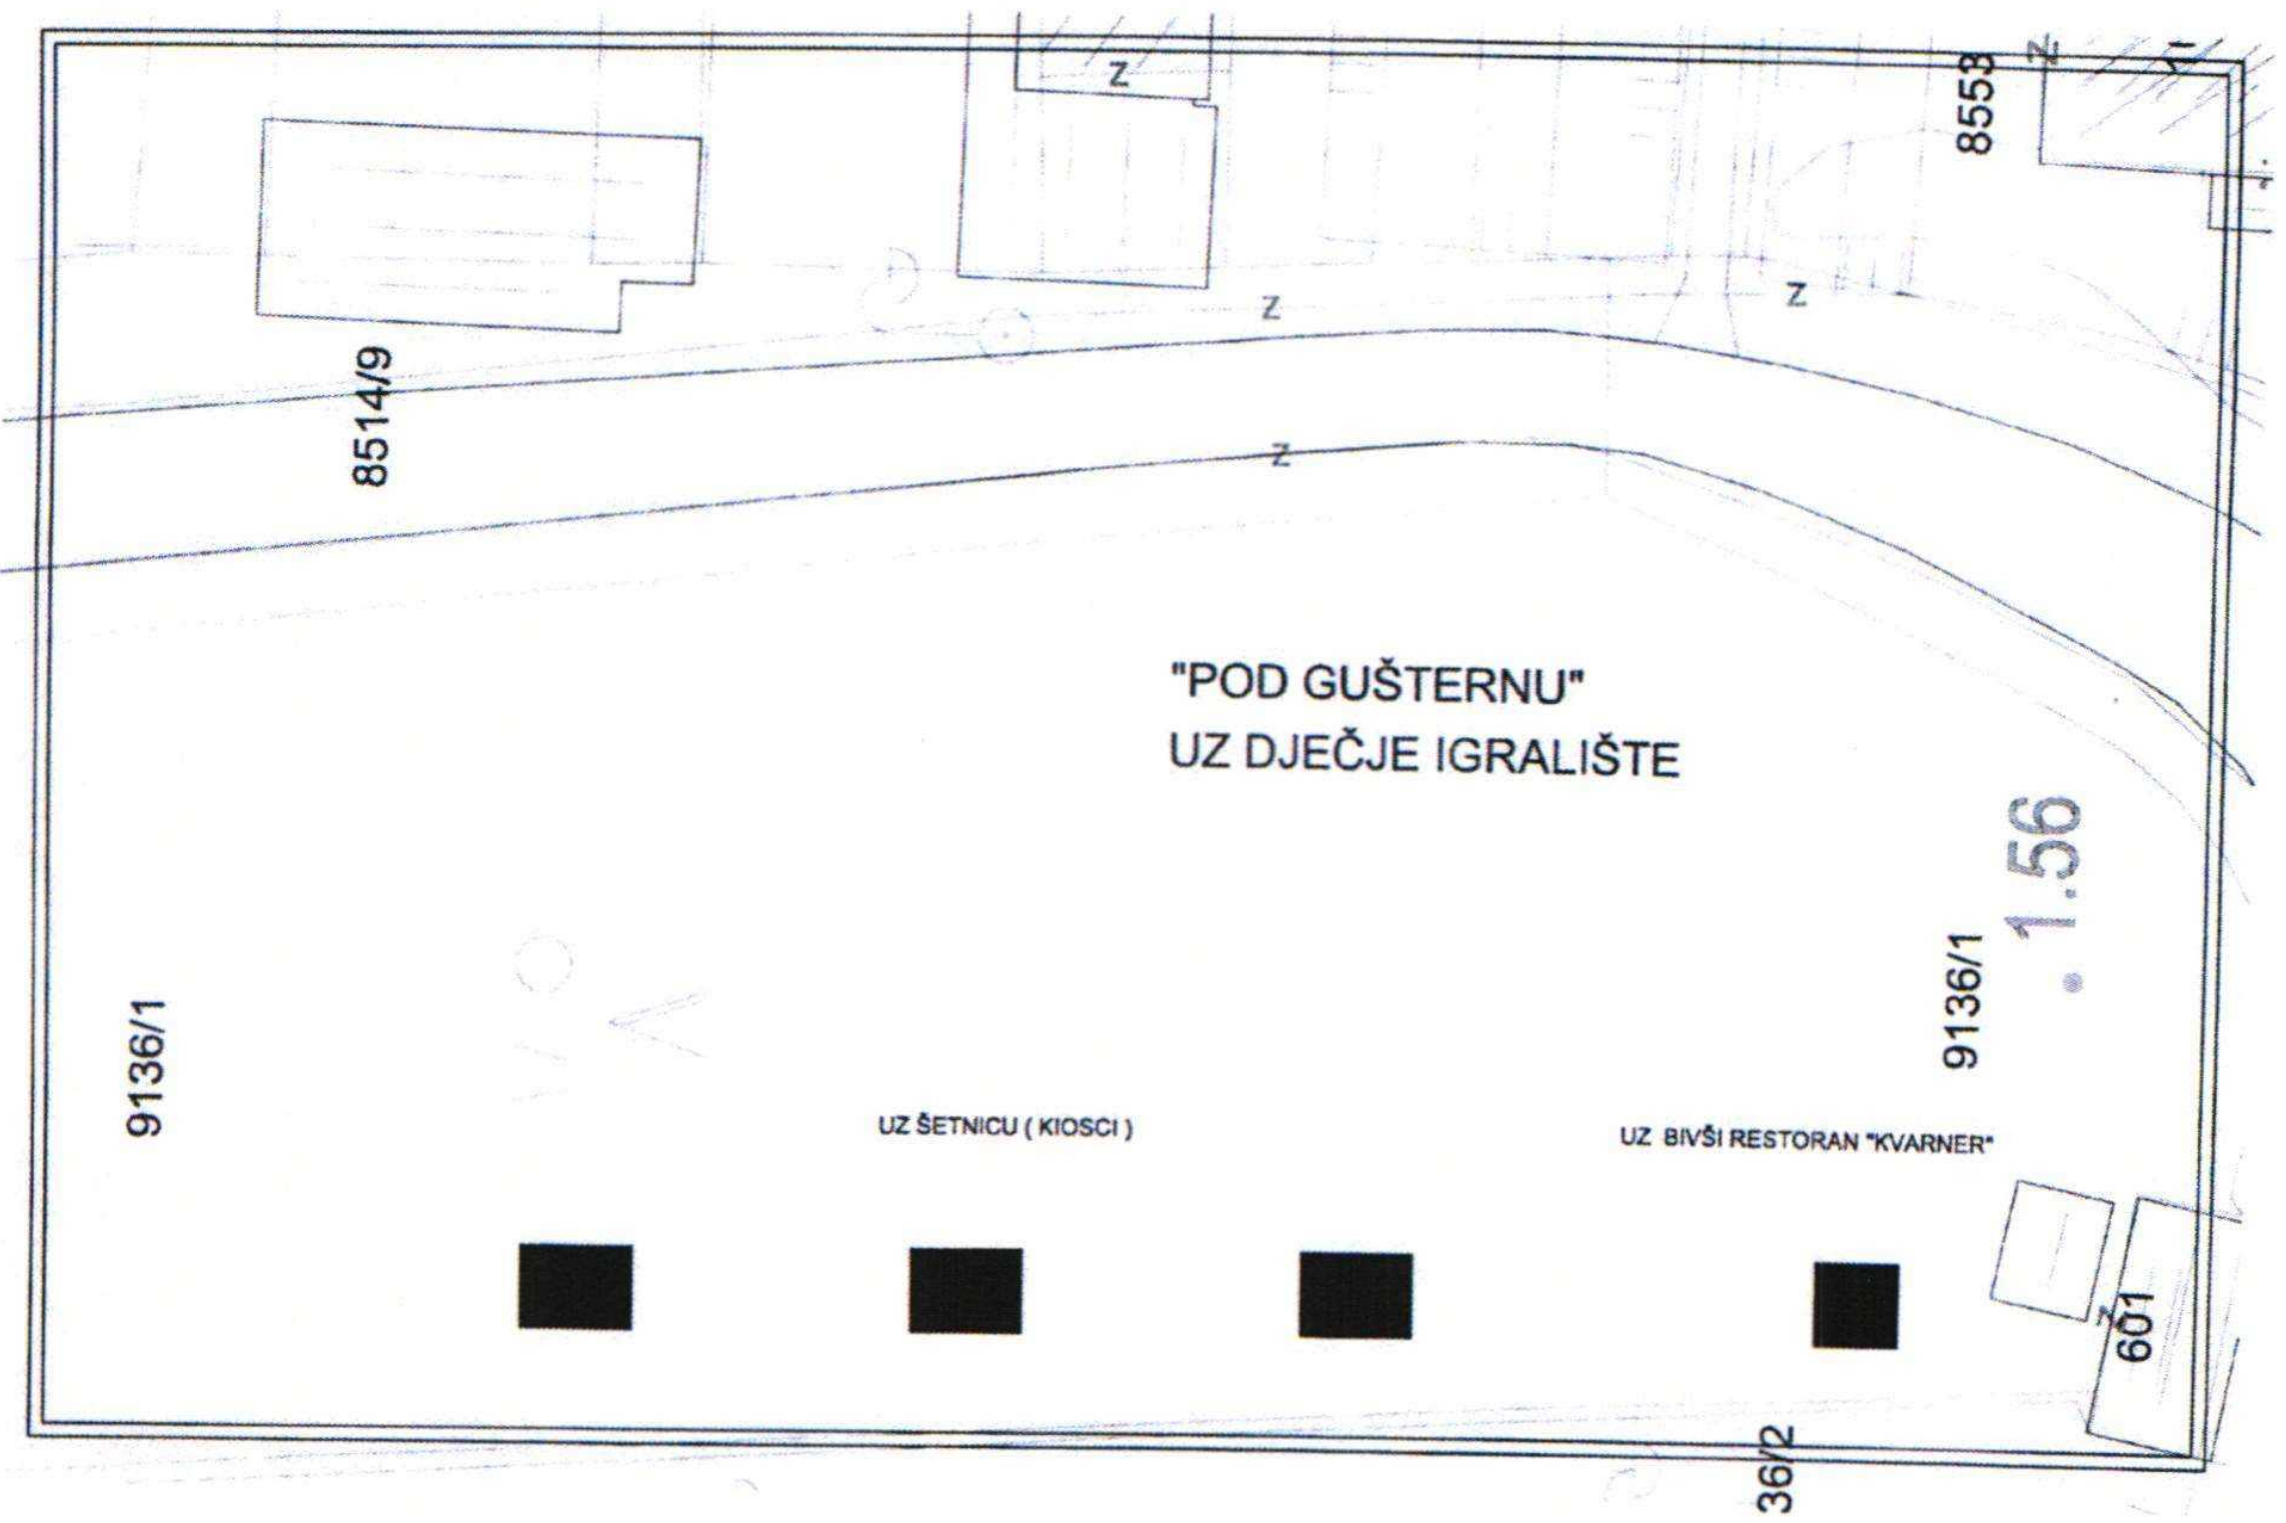 Z
Z
8553
Z
Z
8514/9
Z
"POD GUŠTERNU"
UZ DJEČJE IGRALIŠTE
1.56
9136/1
9136/1
UZ ŠETNICU ( KIOSCI )
UZ BIVŠI RESTORAN "KVARNER"
Z
601
36/2